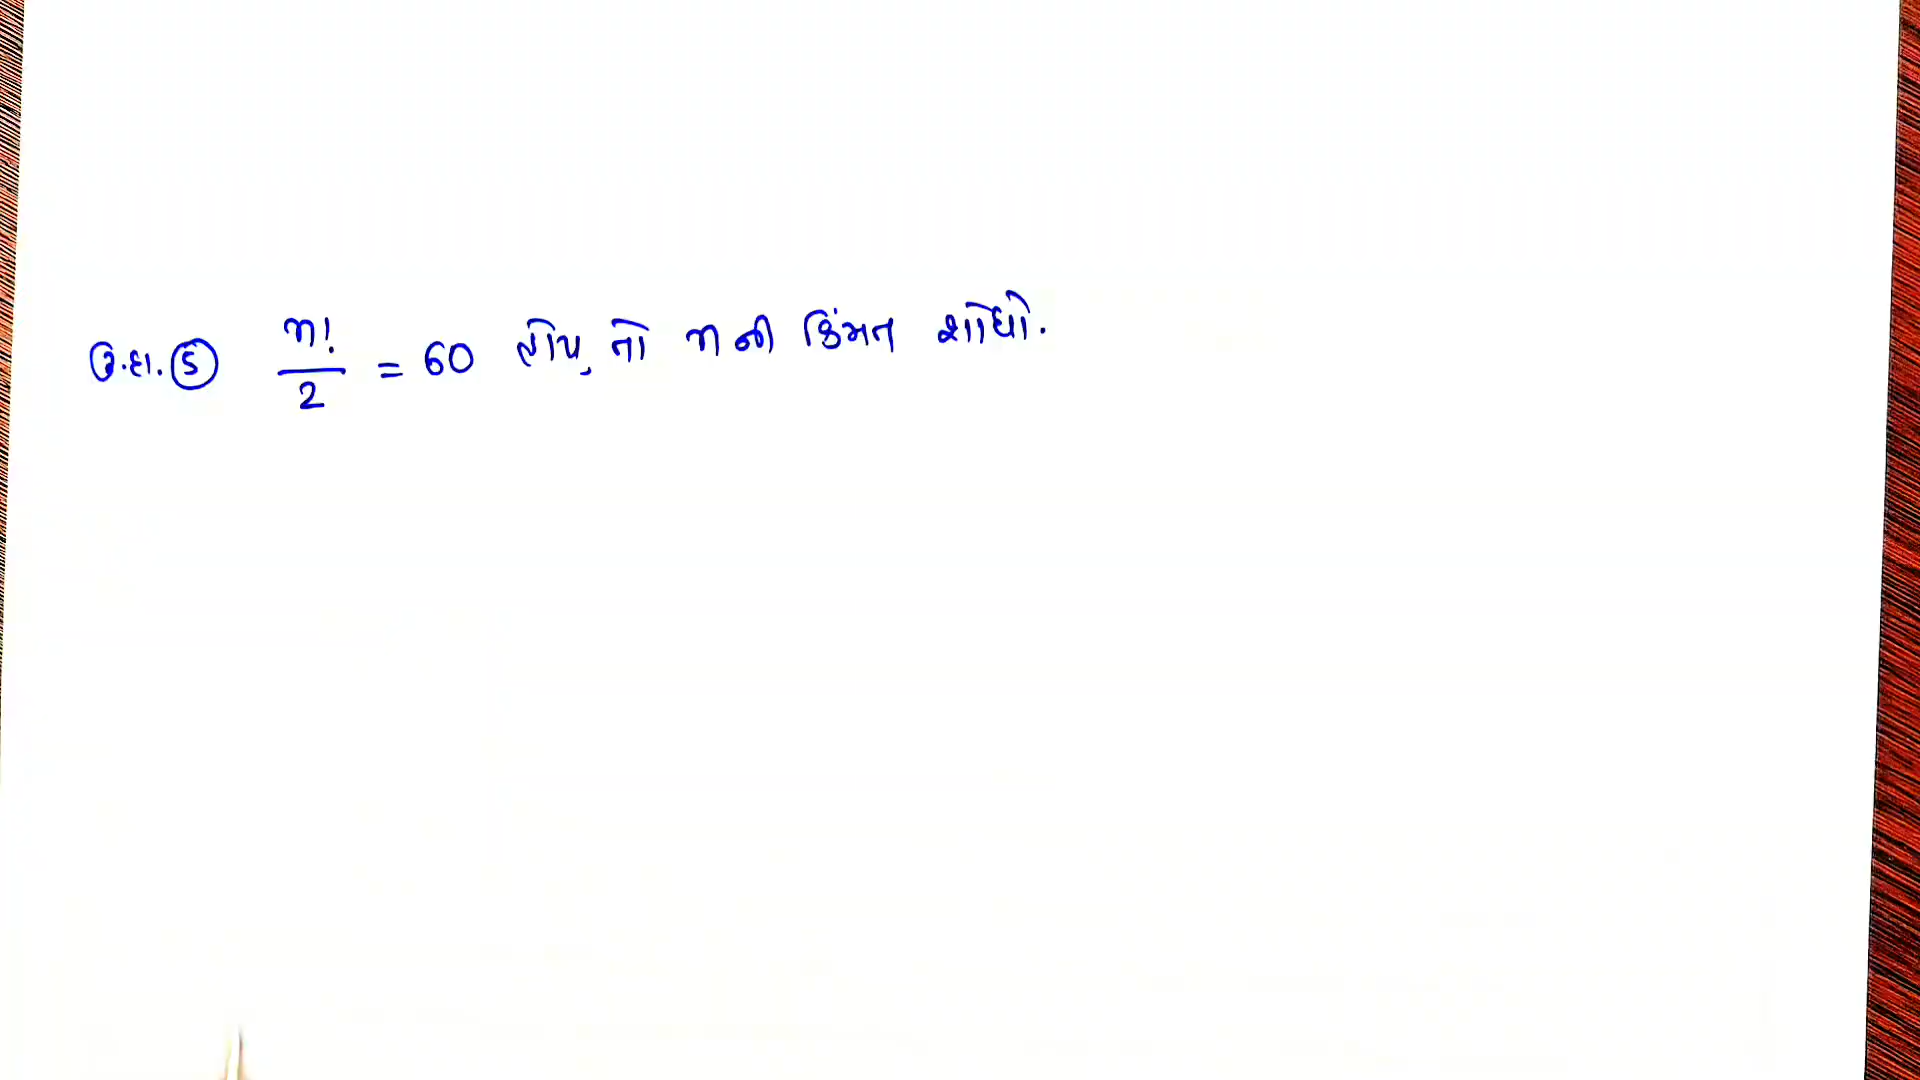 ઉ.દા. ⑤ n!/2 = 60 હોય, તો n ની કિંમત શોધો.